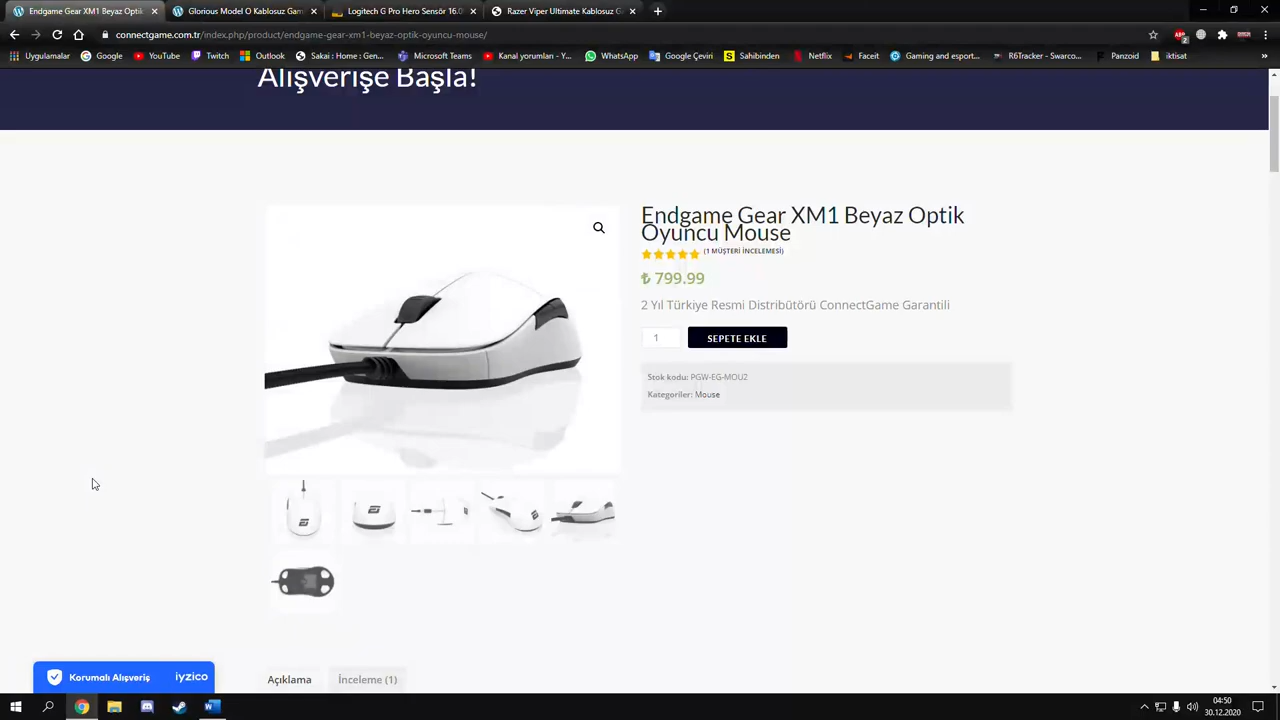 Endgame Gear XM1 Beyaz Optik
Glorious Model O Kablosuz Gam
Logitech G Pro Hero Sensör 16.0
Razer Viper Ultimate Kablosuz G
connectgame.com.tr/index.php/product/endgame-gear-xm1-beyaz-optik-oyuncu-mouse/
Uygulamalar
Google
YouTube
Twitch
Outlook
Sakai : Home : Gen...
Microsoft Teams
Kanal yorumları - Y...
WhatsApp
Google Çeviri
Sahibinden
Netflix
Faceit
Gaming and esport...
R6Tracker - Swarco...
Panzoid
iktisat
Alışverişe Başla!
Endgame Gear XM1 Beyaz Optik
Oyuncu Mouse
(1 MÜŞTERI İNCELEMESI)
₺ 799.99
2 Yıl Türkiye Resmi Distribütörü ConnectGame Garantili
1
SEPETE EKLE
Stok kodu: PGW-EG-MOU2
Kategoriler: Mouse
Açıklama
İnceleme (1)
Korumalı Alışveriş
iyzico
04:50
30.12.2020